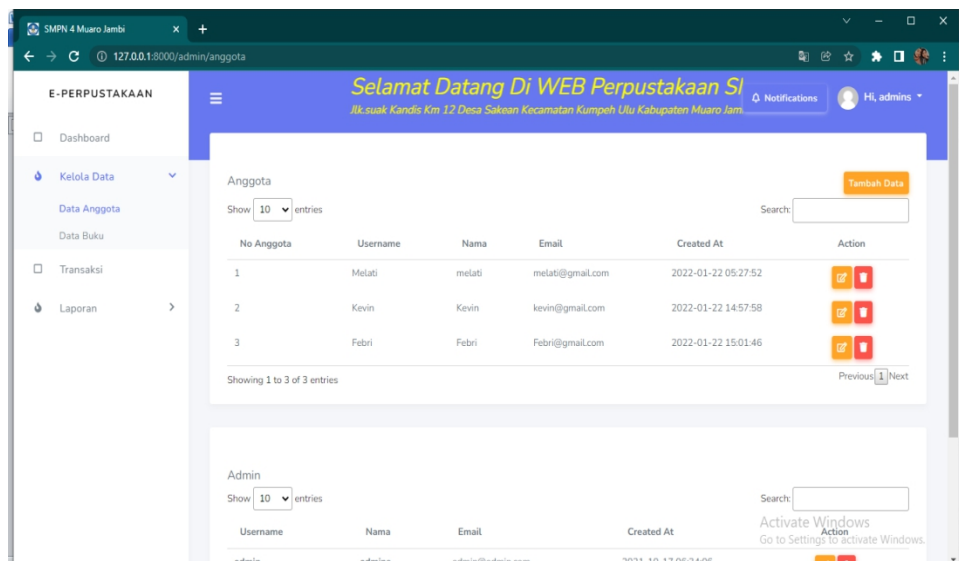 SMPN 4 Muaro Jambi
127.0.0.1:8000/admin/anggota
E-PERPUSTAKAAN
Selamat Datang Di WEB Perpustakaan
Jlk.suak Kandis Km 12 Desa Sakean Kecamatan Kumpeh Ulu Kabupaten Muaro Jam
Notifications
Hi, admins
Dashboard
Kelola Data
Data Anggota
Data Buku
Transaksi
Laporan
Anggota
Tambah Data
Show 10 entries
Search:
No Anggota Username Nama Email Created At Action
1 Melati melati melati@gmail.com 2022-01-22 05:27:52
2 Kevin Kevin kevin@gmail.com 2022-01-22 14:57:58
3 Febri Febri Febri@gmail.com 2022-01-22 15:01:46
Showing 1 to 3 of 3 entries
Previous 1 Next
Admin
Show 10 entries
Search:
Username Nama Email Created At Action
Activate Windows
Go to Settings to activate Windows.
admin admins admin@admin.com